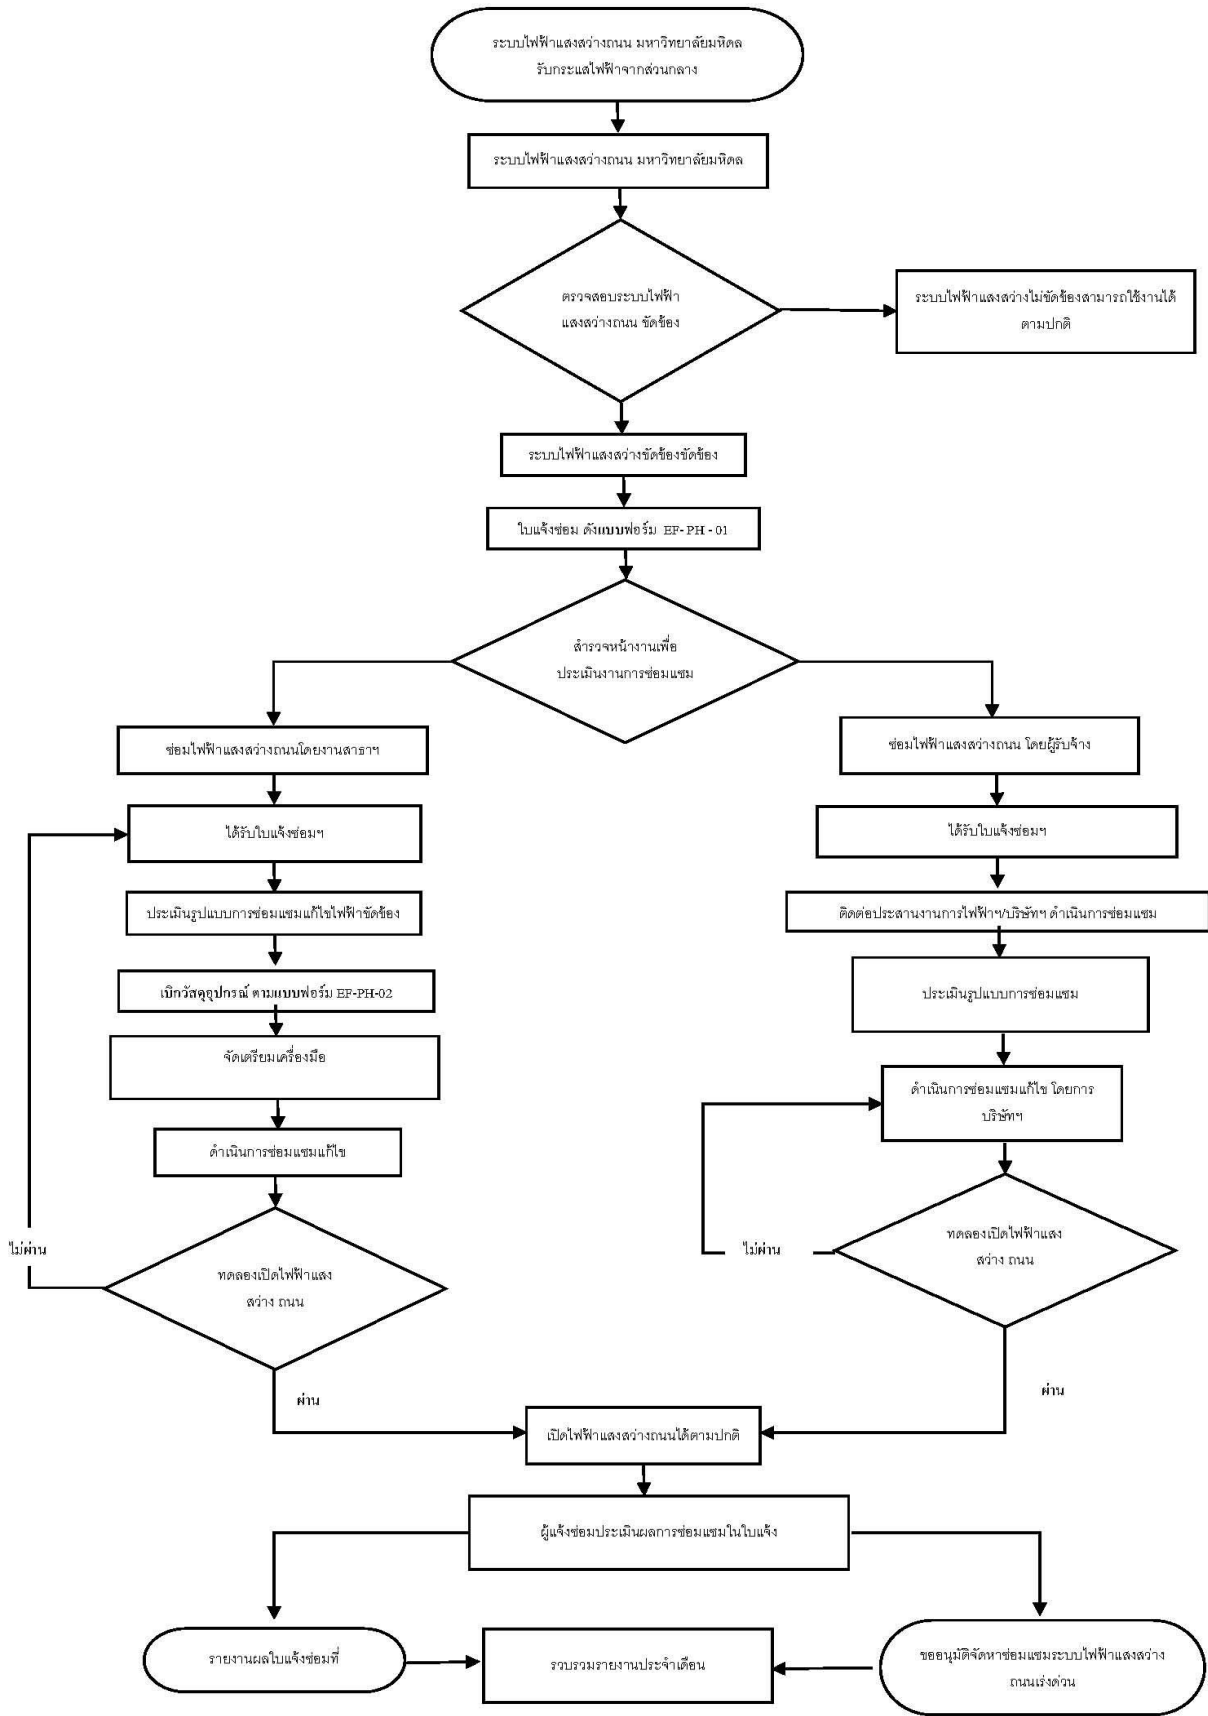 ระบบไฟฟ้าแสงสว่างถนน มหาวิทยาลัยมหิดล
รับกระแสไฟฟ้าจากส่วนกลาง
ระบบไฟฟ้าแสงสว่างถนน มหาวิทยาลัยมหิดล
ตรวจสอบระบบไฟฟ้า
แสงสว่างถนน ขัดข้อง
ระบบไฟฟ้าแสงสว่างไม่ขัดข้องสามารถใช้งานได้
ตามปกติ
ระบบไฟฟ้าแสงสว่างขัดข้องขัดข้อง
ใบแจ้งซ่อม ดังแบบฟอร์ม EF- PH - 01
สำรวจหน้างานเพื่อ
ประเมินงานการซ่อมแซม
ซ่อมไฟฟ้าแสงสว่างถนนโดยงานสาธาฯ
ได้รับใบแจ้งซ่อมฯ
ประเมินรูปแบบการซ่อมแซมแก้ไขไฟฟ้าขัดข้อง
เบิกวัสดุอุปกรณ์ ตามแบบฟอร์ม EF-PH-02
จัดเตรียมเครื่องมือ
ดำเนินการซ่อมแซมแก้ไข
ไม่ผ่าน
ทดลองเปิดไฟฟ้าแสง
สว่าง ถนน
ผ่าน
ซ่อมไฟฟ้าแสงสว่างถนน โดยผู้รับจ้าง
ได้รับใบแจ้งซ่อมฯ
ติดต่อประสานงานการไฟฟ้าฯ/บริษัทฯ ดำเนินการซ่อมแซม
ประเมินรูปแบบการซ่อมแซม
ดำเนินการซ่อมแซมแก้ไข โดยการ
บริษัทฯ
ไม่ผ่าน
ทดลองเปิดไฟฟ้าแสง
สว่าง ถนน
ผ่าน
เปิดไฟฟ้าแสงสว่างถนนได้ตามปกติ
ผู้แจ้งซ่อมประเมินผลการซ่อมแซมในใบแจ้ง
รายงานผลใบแจ้งซ่อมที่
รวบรวมรายงานประจำเดือน
ขออนุมัติจัดหาซ่อมแซมระบบไฟฟ้าแสงสว่าง
ถนนเร่งด่วน